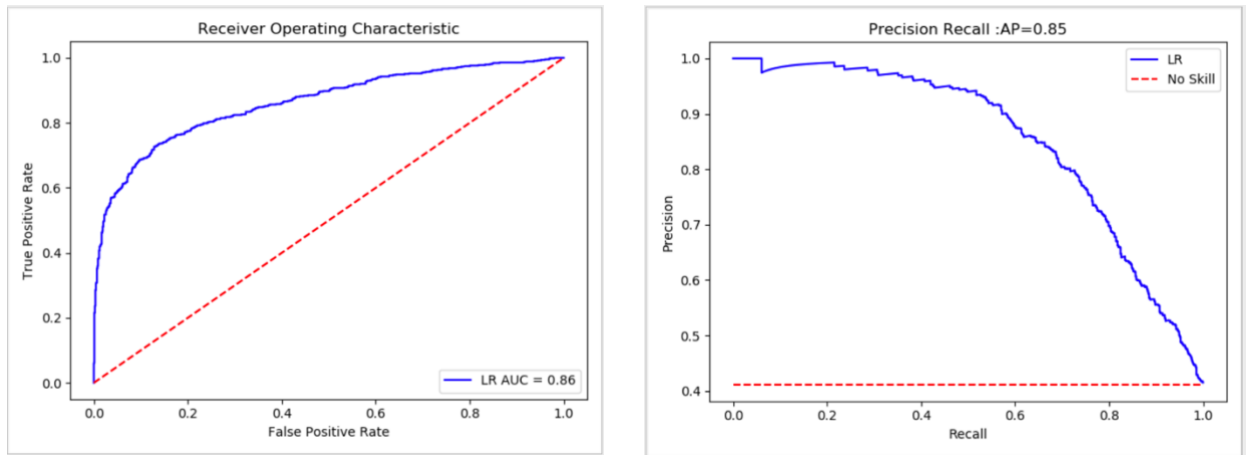 Receiver Operating Characteristic
True Positive Rate
1.0
0.8
0.6
0.4
0.2
0.0
LR AUC = 0.86
0.0 0.2 0.4 0.6 0.8 1.0
False Positive Rate
Precision Recall :AP=0.85
Precision
1.0
0.9
0.8
0.7
0.6
0.5
0.4
LR
No Skill
0.0 0.2 0.4 0.6 0.8 1.0
Recall